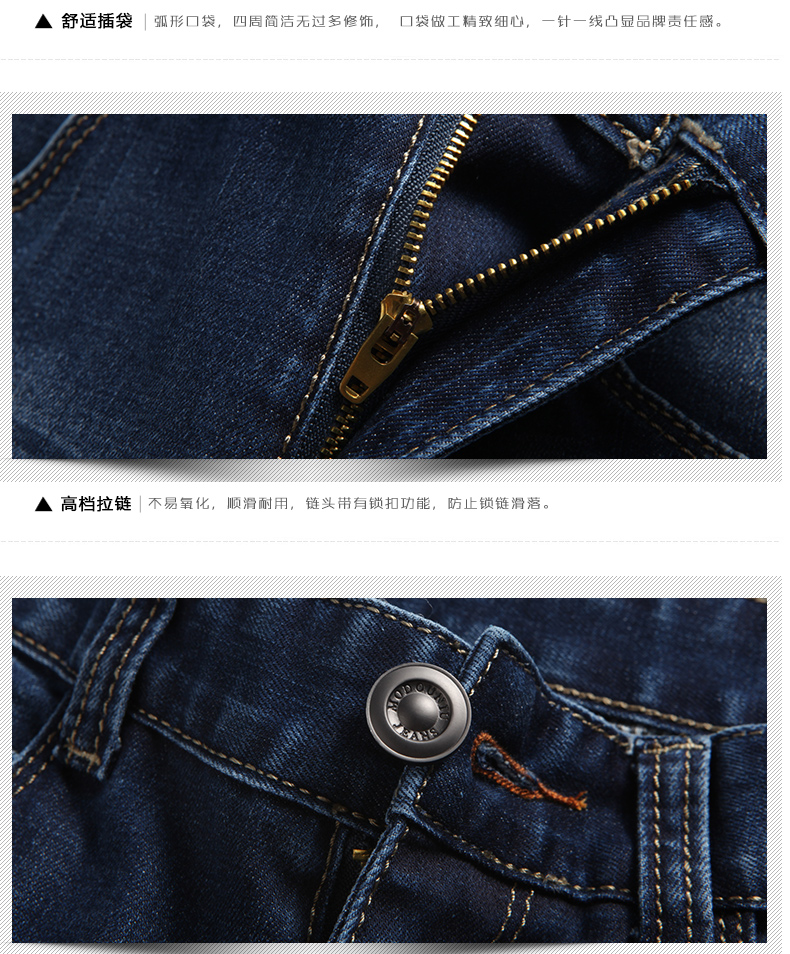 ▲ 舒适插袋 | 弧形口袋，四周简洁无过多修饰， 口袋做工精致细心，一针一线凸显品牌责任感。
▲ 高档拉链 | 不易氧化，顺滑耐用，链头带有锁扣功能，防止锁链滑落。
JEANS